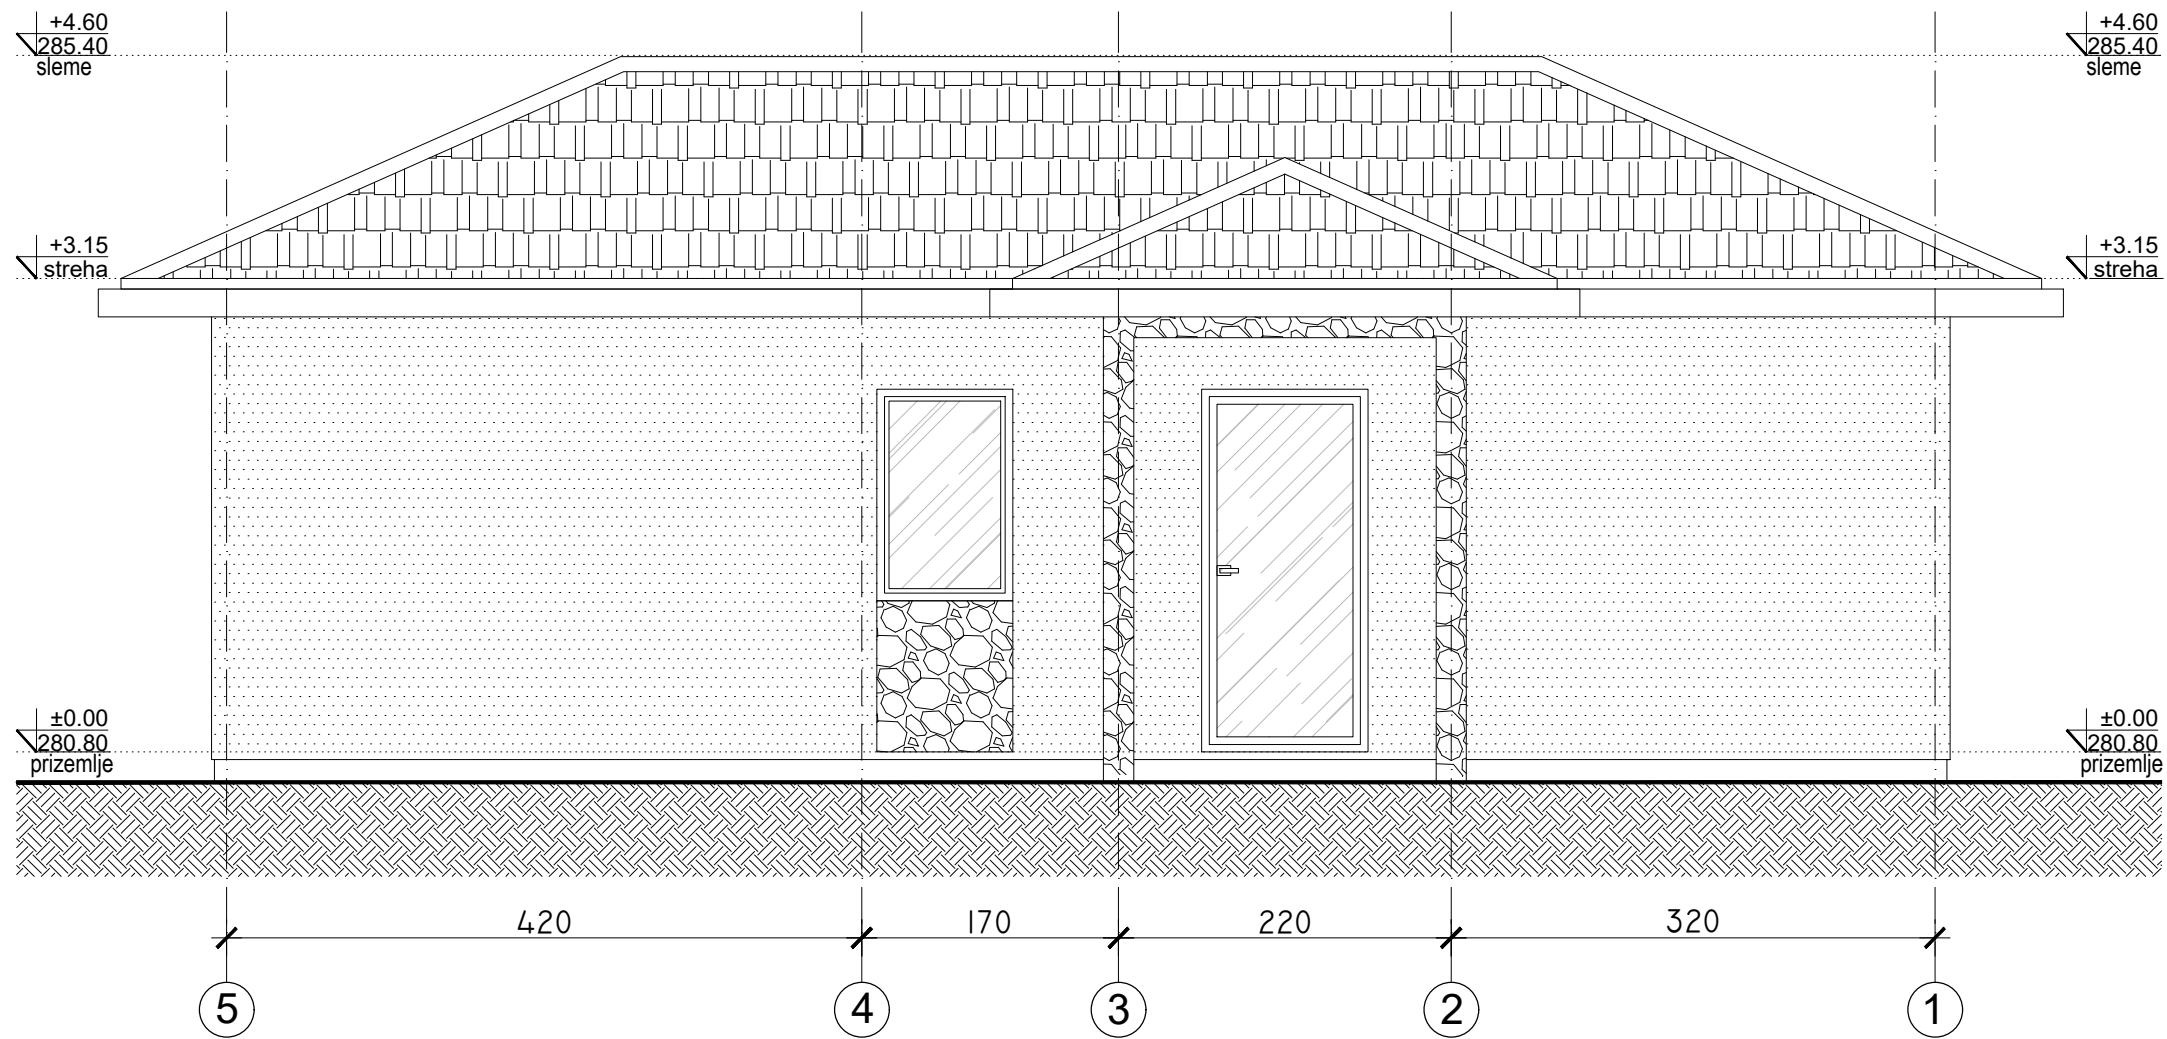 +4.60
285.40
sleme
+4.60
285.40
sleme
+3.15
streha
+3.15
streha
±0.00
280.80
prizemlje
±0.00
280.80
prizemlje
420 170 220 320
5 4 3 2 1